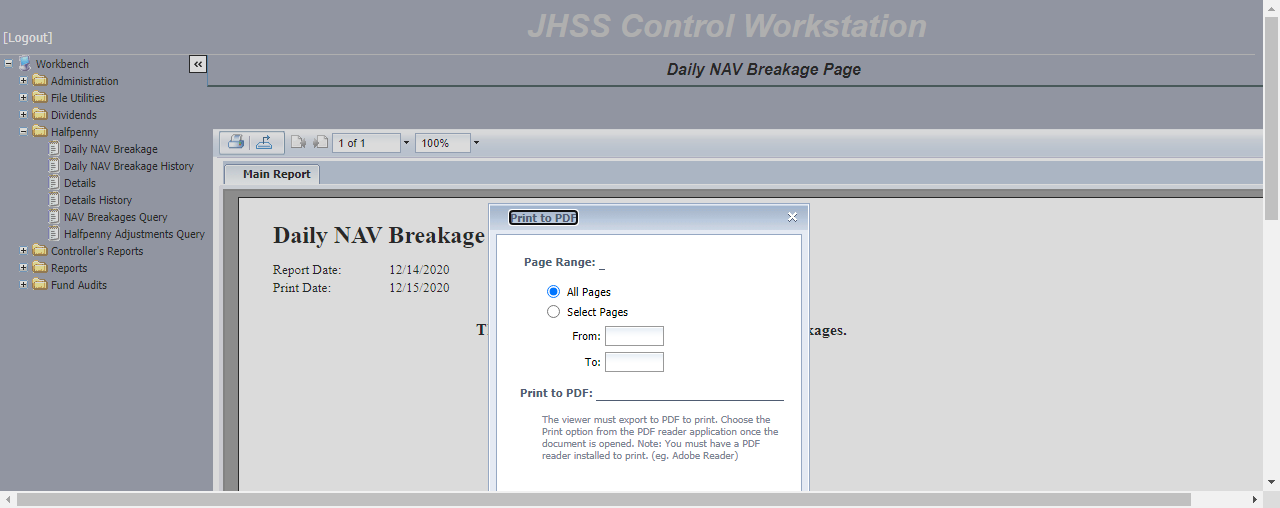 JHSS Control Workstation
[Logout]
Workbench
«
Daily NAV Breakage Page
Administration
File Utilities
Dividends
Halfpenny
Daily NAV Breakage
Daily NAV Breakage History
Details
Details History
NAV Breakages Query
Halfpenny Adjustments Query
Controller's Reports
Reports
Fund Audits
1 of 1
100%
Main Report
Daily NAV Breakage
Report Date: 12/14/2020
Print Date: 12/15/2020
Print to PDF
Page Range:
All Pages
Select Pages
From:
To:
Print to PDF:
The viewer must export to PDF to print. Choose the
Print option from the PDF reader application once the
document is opened. Note: You must have a PDF
reader installed to print. (eg. Adobe Reader)